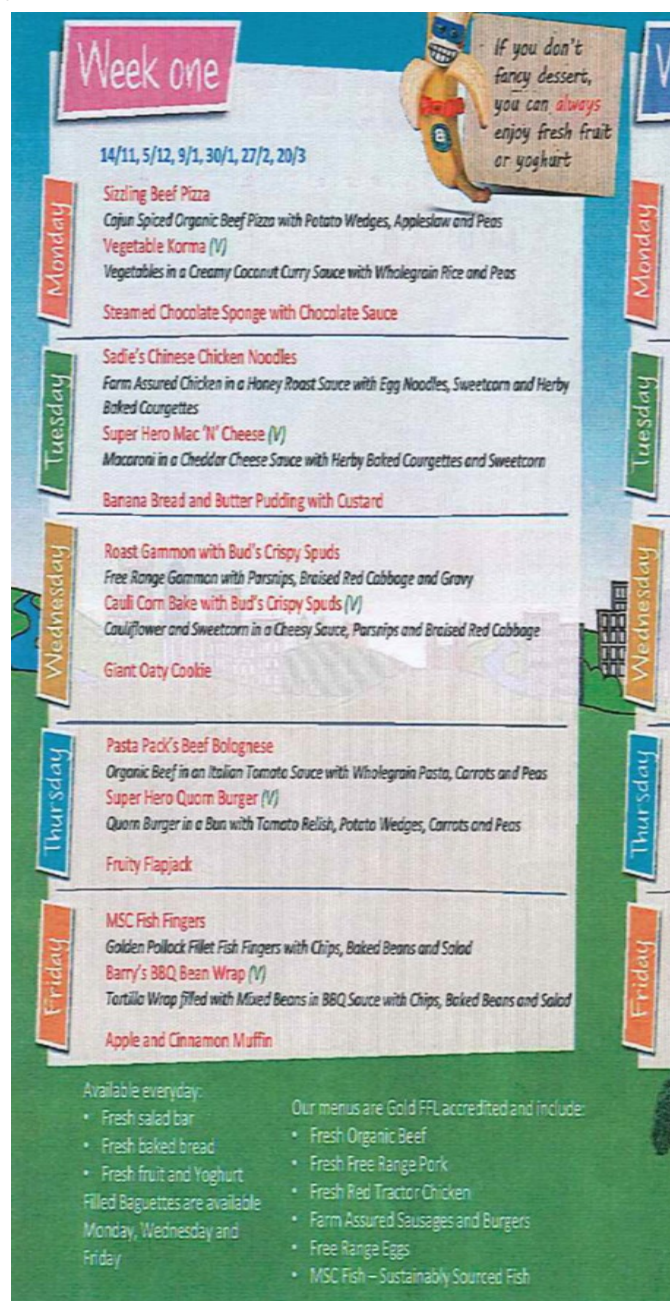 Week one
If you don't
fancy dessert,
you can always
enjoy fresh fruit
or yoghurt
14/11, 5/12, 9/1, 30/1, 27/2, 20/3
Monday
Sizzling Beef Pizza
Cajun Spiced Organic Beef Pizza with Potato Wedges, Appleslaw and Peas
Vegetable Korma (V)
Vegetables in a Creamy Coconut Curry Sauce with Wholegrain Rice and Peas
Steamed Chocolate Sponge with Chocolate Sauce
Tuesday
Sadie's Chinese Chicken Noodles
Farm Assured Chicken in a Honey Roast Sauce with Egg Noodles, Sweetcorn and Herby
Baked Courgettes
Super Hero Mac 'N' Cheese (V)
Macaroni in a Cheddar Cheese Sauce with Herby Baked Courgettes and Sweetcorn
Banana Bread and Butter Pudding with Custard
Wednesday
Roast Gammon with Bud's Crispy Spuds
Free Range Gammon with Parsnips, Braised Red Cabbage and Gravy
Cauli Corn Bake with Bud's Crispy Spuds (V)
Cauliflower and Sweetcorn in a Cheesy Sauce, Parsnips and Braised Red Cabbage
Giant Oaty Cookie
Thursday
Pasta Pack's Beef Bolognese
Organic Beef in an Italian Tomato Sauce with Wholegrain Pasta, Carrots and Peas
Super Hero Quorn Burger (V)
Quorn Burger in a Bun with Tomato Relish, Potato Wedges, Carrots and Peas
Fruity Flapjack
Friday
MSC Fish Fingers
Golden Pollock Fillet Fish Fingers with Chips, Baked Beans and Salad
Barry's BBQ Bean Wrap (V)
Tortilla Wrap filled with Mixed Beans in BBQ Sauce with Chips, Baked Beans and Salad
Apple and Cinnamon Muffin
Available everyday:
• Fresh salad bar
• Fresh baked bread
• Fresh fruit and Yoghurt
Filled Baguettes are available
Monday, Wednesday and
Friday
Our menus are Gold FFL accredited and include:
• Fresh Organic Beef
• Fresh Free Range Pork
• Fresh Red Tractor Chicken
• Farm Assured Sausages and Burgers
• Free Range Eggs
• MSC Fish – Sustainably Sourced Fish
Monday
Tuesday
Wednesday
Thursday
Friday